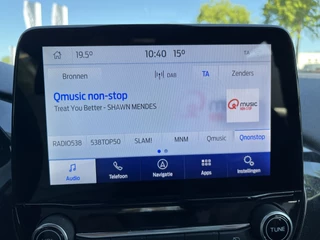 19.5° 10:40 15°
Bronnen DAB TA Zenders
Qmusic non-stop
Treat You Better - SHAWN MENDES
music
RADIO538 538TOP50 SLAM! MNM Qmusic Qnonstop
Audio Telefoon Navigatie Apps Instellingen
TUNE